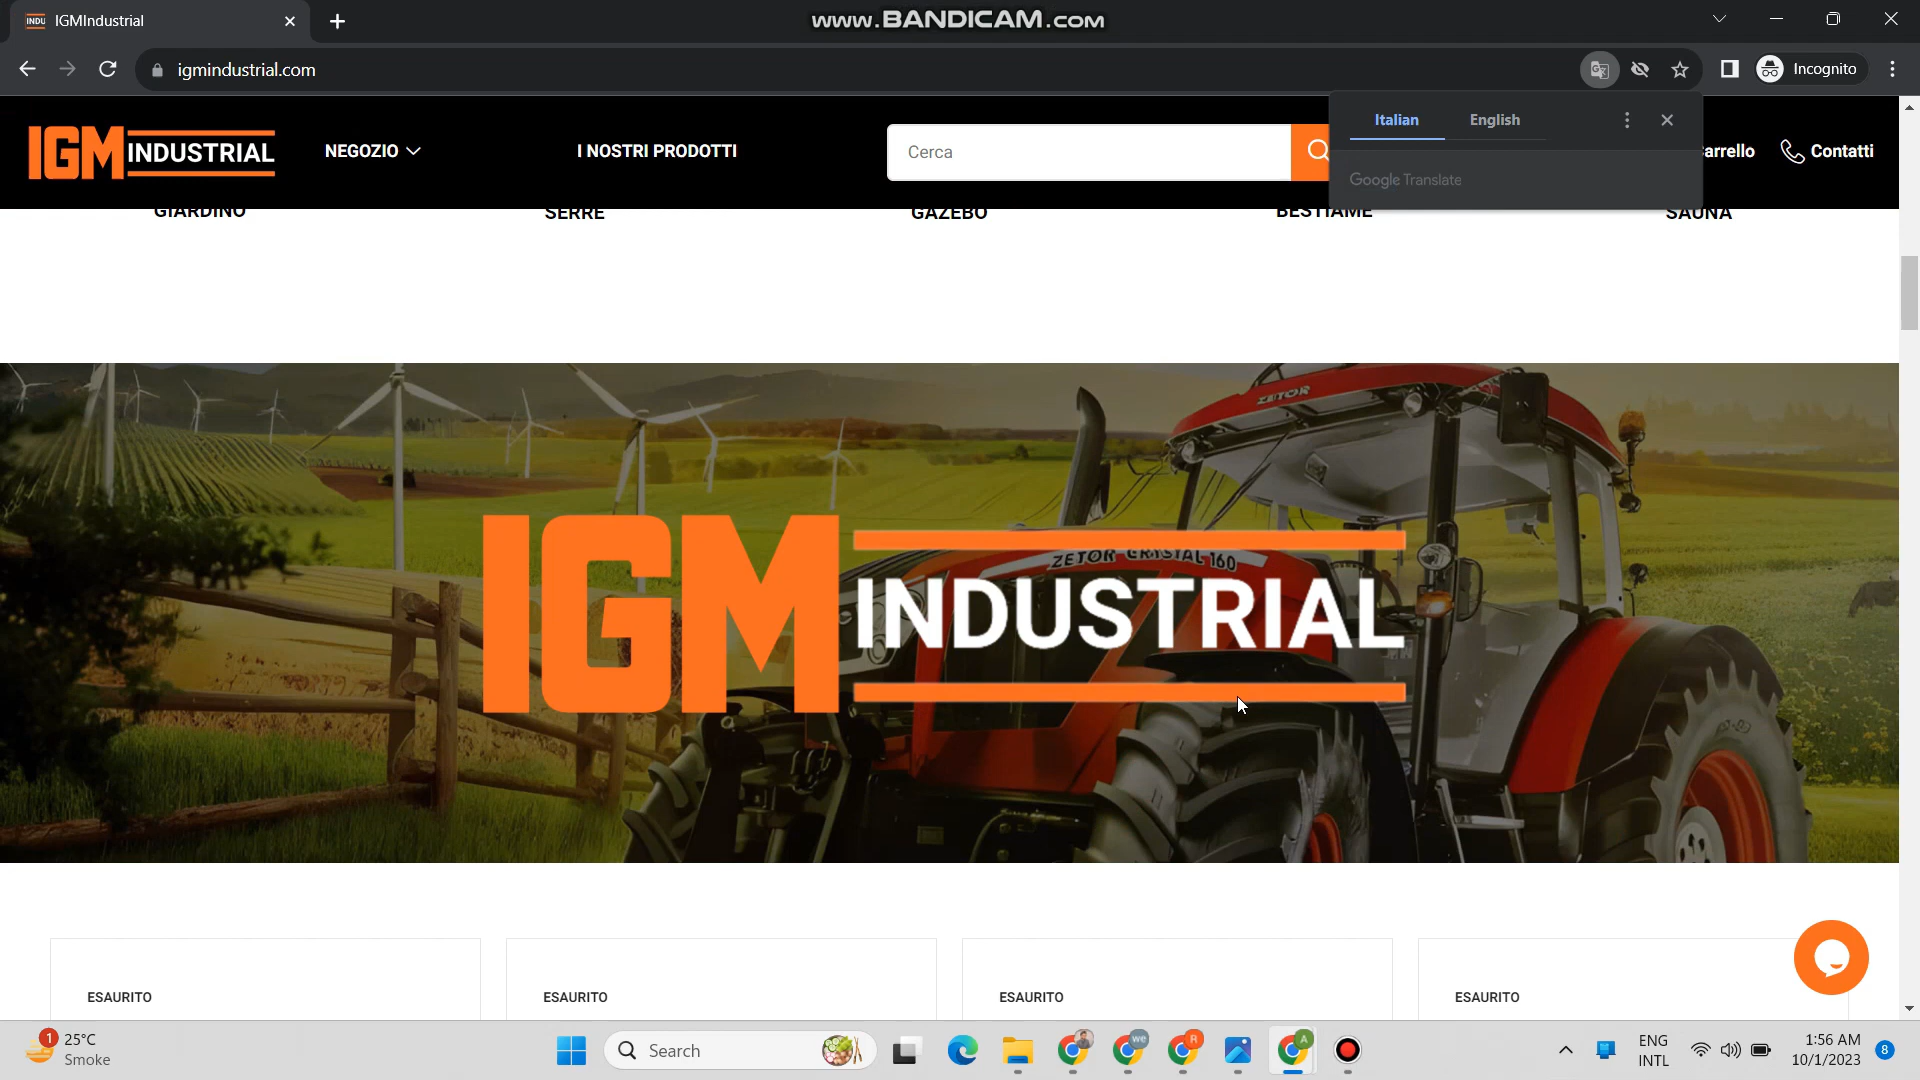 IGMIndustrial
www.BANDICAM.com
igmindustrial.com
Incognito
IGM INDUSTRIAL
NEGOZIO
I NOSTRI PRODOTTI
Cerca
Italian
English
Google Translate
Contatti
GIARDINO
SERRE
GAZEBO
BESTIAME
SAUNA
ZETOR
ZETOR CRYSTAL 160
IGM INDUSTRIAL
ESAURITO
ESAURITO
ESAURITO
ESAURITO
1
25°C
Smoke
Search
ENG
INTL
1:56 AM
10/1/2023
8